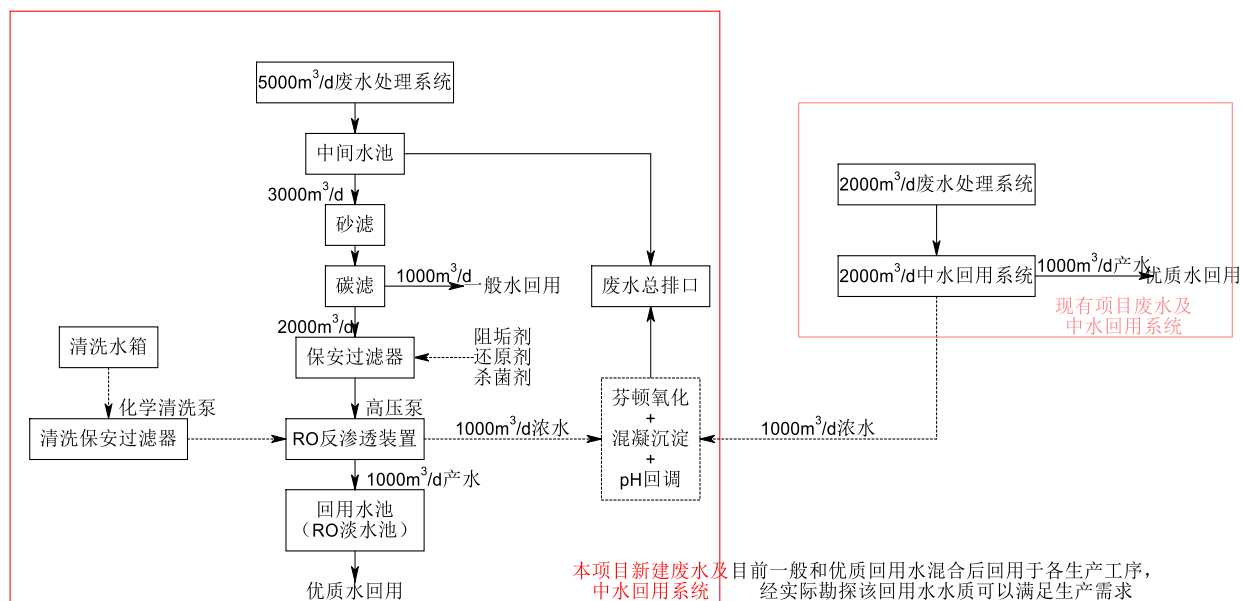 5000m³/d废水处理系统
中间水池
3000m³/d
砂滤
碳滤
1000m³/d
一般水回用
废水总排口
2000m³/d
保安过滤器
阻垢剂
还原剂
杀菌剂
清洗水箱
化学清洗泵
清洗保安过滤器
高压泵
RO反渗透装置
1000m³/d浓水
芬顿氧化
+
混凝沉淀
+
pH回调
1000m³/d产水
回用水池
（RO淡水池）
优质水回用
本项目新建废水及
中水回用系统
2000m³/d废水处理系统
2000m³/d中水回用系统
1000m³/d产水
优质水回用
现有项目废水及
中水回用系统
1000m³/d浓水
目前一般和优质回用水混合后回用于各生产工序，
经实际勘探该回用水水质可以满足生产需求